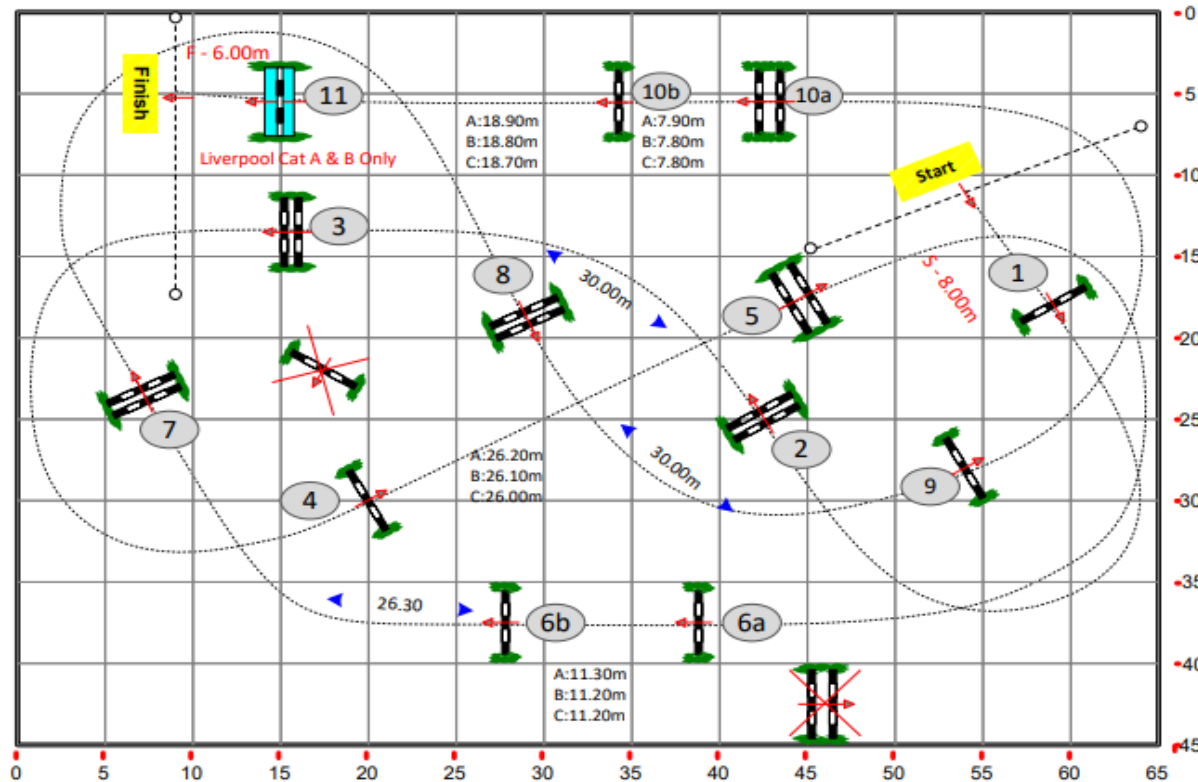 0
F - 6.00m
Finish
11
10b
10a
5
A:18.90m
B:18.80m
C:18.70m
A:7.90m
B:7.80m
C:7.80m
Liverpool Cat A & B Only
Start
10
3
15
8
30.00m
5
S - 8.00m
1
20
7
2
25
A:26.20m
B:26.10m
C:26.00m
30.00m
4
9
30
35
26.30
6b
6a
A:11.30m
B:11.20m
C:11.20m
40
45
0 5 10 15 20 25 30 35 40 45 50 55 60 65